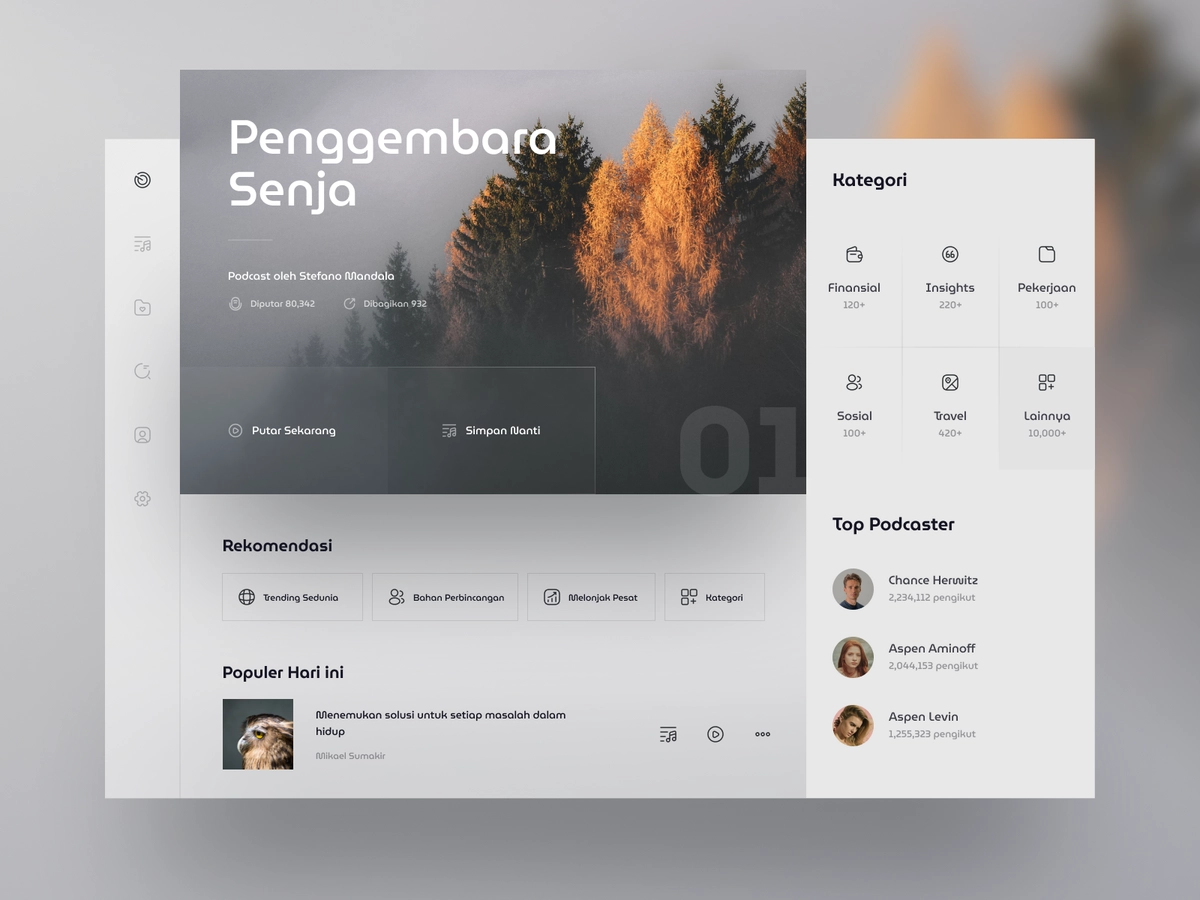 Penggembara
Senja
Podcast oleh Stefano Mandala
Diputar 80,342
Dibagikan 932
Putar Sekarang
Simpan Nanti
01
Rekomendasi
Trending Sedunia
Bahan Perbincangan
Melonjak Pesat
Kategori
Populer Hari ini
Menemukan solusi untuk setiap masalah dalam
hidup
Mikael Sumakir
Kategori
Finansial
120+
66
Insights
220+
Pekerjaan
100+
Sosial
100+
Travel
420+
Lainnya
10,000+
Top Podcaster
Chance Herwitz
2,234,112 pengikut
Aspen Aminoff
2,044,153 pengikut
Aspen Levin
1,255,323 pengikut